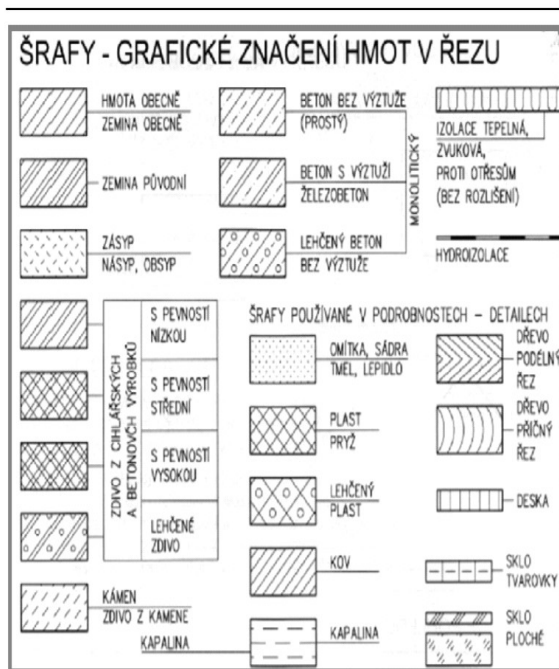 ŠRAFY - GRAFICKÉ ZNAČENÍ HMOT V ŘEZU
HMOTA OBECNĚ
ZEMINA OBECNĚ
ZEMINA PŮVODNÍ
ZÁSYP
NÁSYP, OBSYP
BETON BEZ VÝZTUŽE
(PROSTÝ)
BETON S VÝZTUŽÍ
ŽELEZOBETON
LEHČENÝ BETON
BEZ VÝZTUŽE
MONOLITICKÝ
IZOLACE TEPELNÁ,
ZVUKOVÁ,
PROTI OTŘESŮM
(BEZ ROZLIŠENÍ)
HYDROIZOLACE
ZDIVO Z CIHLÁŘSKÝCH
A BETONOVČH VÝROBKŮ
S PEVNOSTÍ
NÍZKOU
S PEVNOSTÍ
STŘEDNÍ
S PEVNOSTÍ
VYSOKOU
LEHČENÉ
ZDIVO
KÁMEN
ZDIVO Z KAMENE
ŠRAFY POUŽÍVANÉ V PODROBNOSTECH – DETAILECH
OMÍTKA, SÁDRA
TMEL, LEPIDLO
PLAST
PRYŽ
LEHČENÝ
PLAST
KOV
KAPALINA
KAPALINA
DŘEVO
PODÉLNÝ
ŘEZ
DŘEVO
PŘÍČNÝ
ŘEZ
DESKA
SKLO
TVAROVKY
SKLO
PLOCHÉ